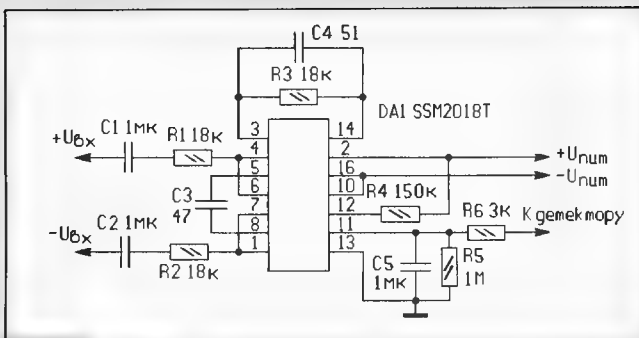 C4 51
R3 18к
DA1 SSM2018T
C1 1мк
R1 18к
+Uвх
3
14
4
2
+Uпит
5
16
-Uпит
6
10
C3
47
R4 150к
7
12
R6 3к
К детектору
8
11
C2 1мк
-Uвх
1
13
R2 18к
C5
1мк
R5
1М